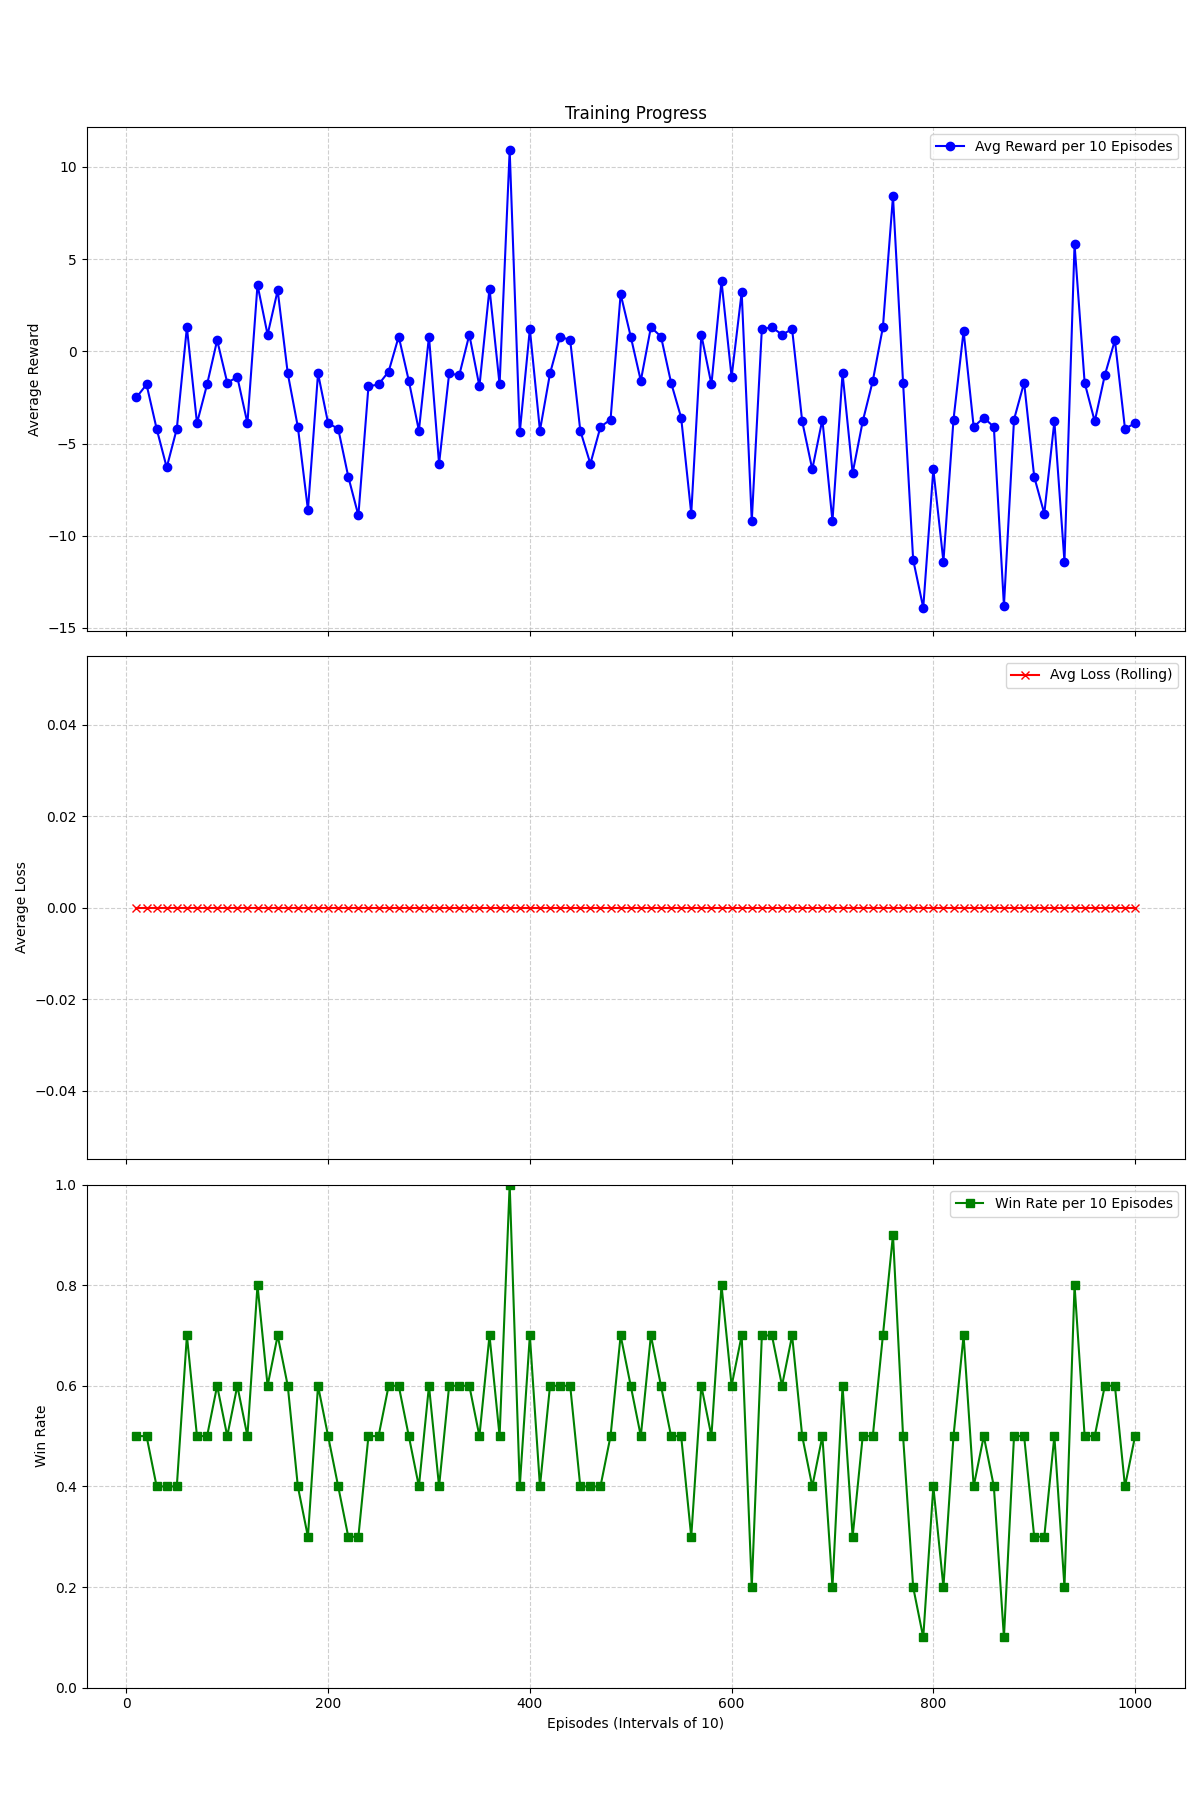 Training Progress
Avg Reward per 10 Episodes
10
5
0
−5
−10
−15
Average Reward
Avg Loss (Rolling)
0.04
0.02
0.00
−0.02
−0.04
Average Loss
Win Rate per 10 Episodes
1.0
0.8
0.6
0.4
0.2
0.0
Win Rate
0 200 400 600 800 1000
Episodes (Intervals of 10)